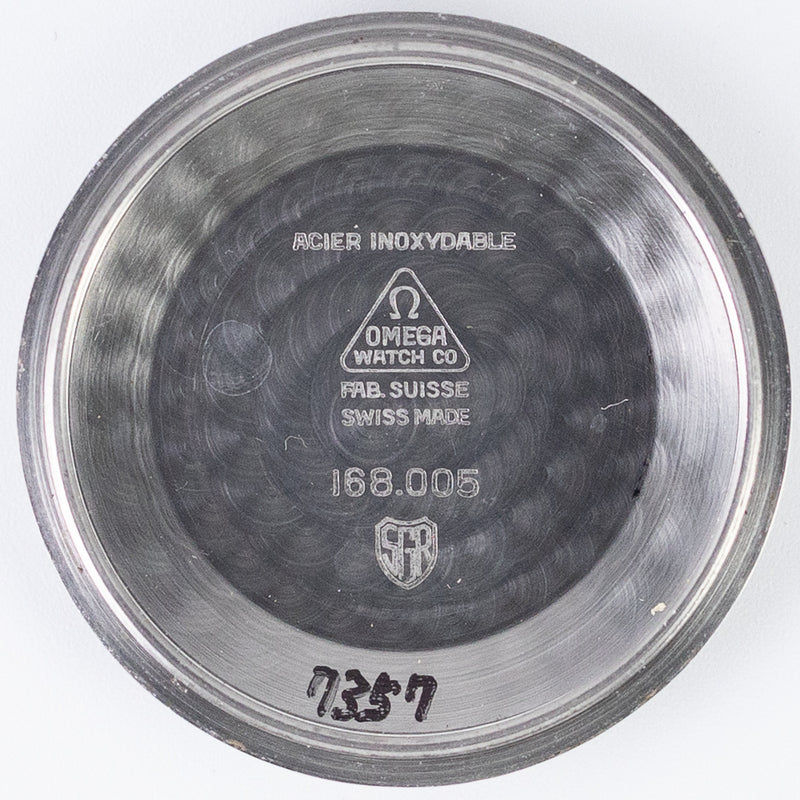 ACIER INOXYDABLE
Ω
OMEGA
WATCH CO
FAB. SUISSE
SWISS MADE
168.005
SGR
7357